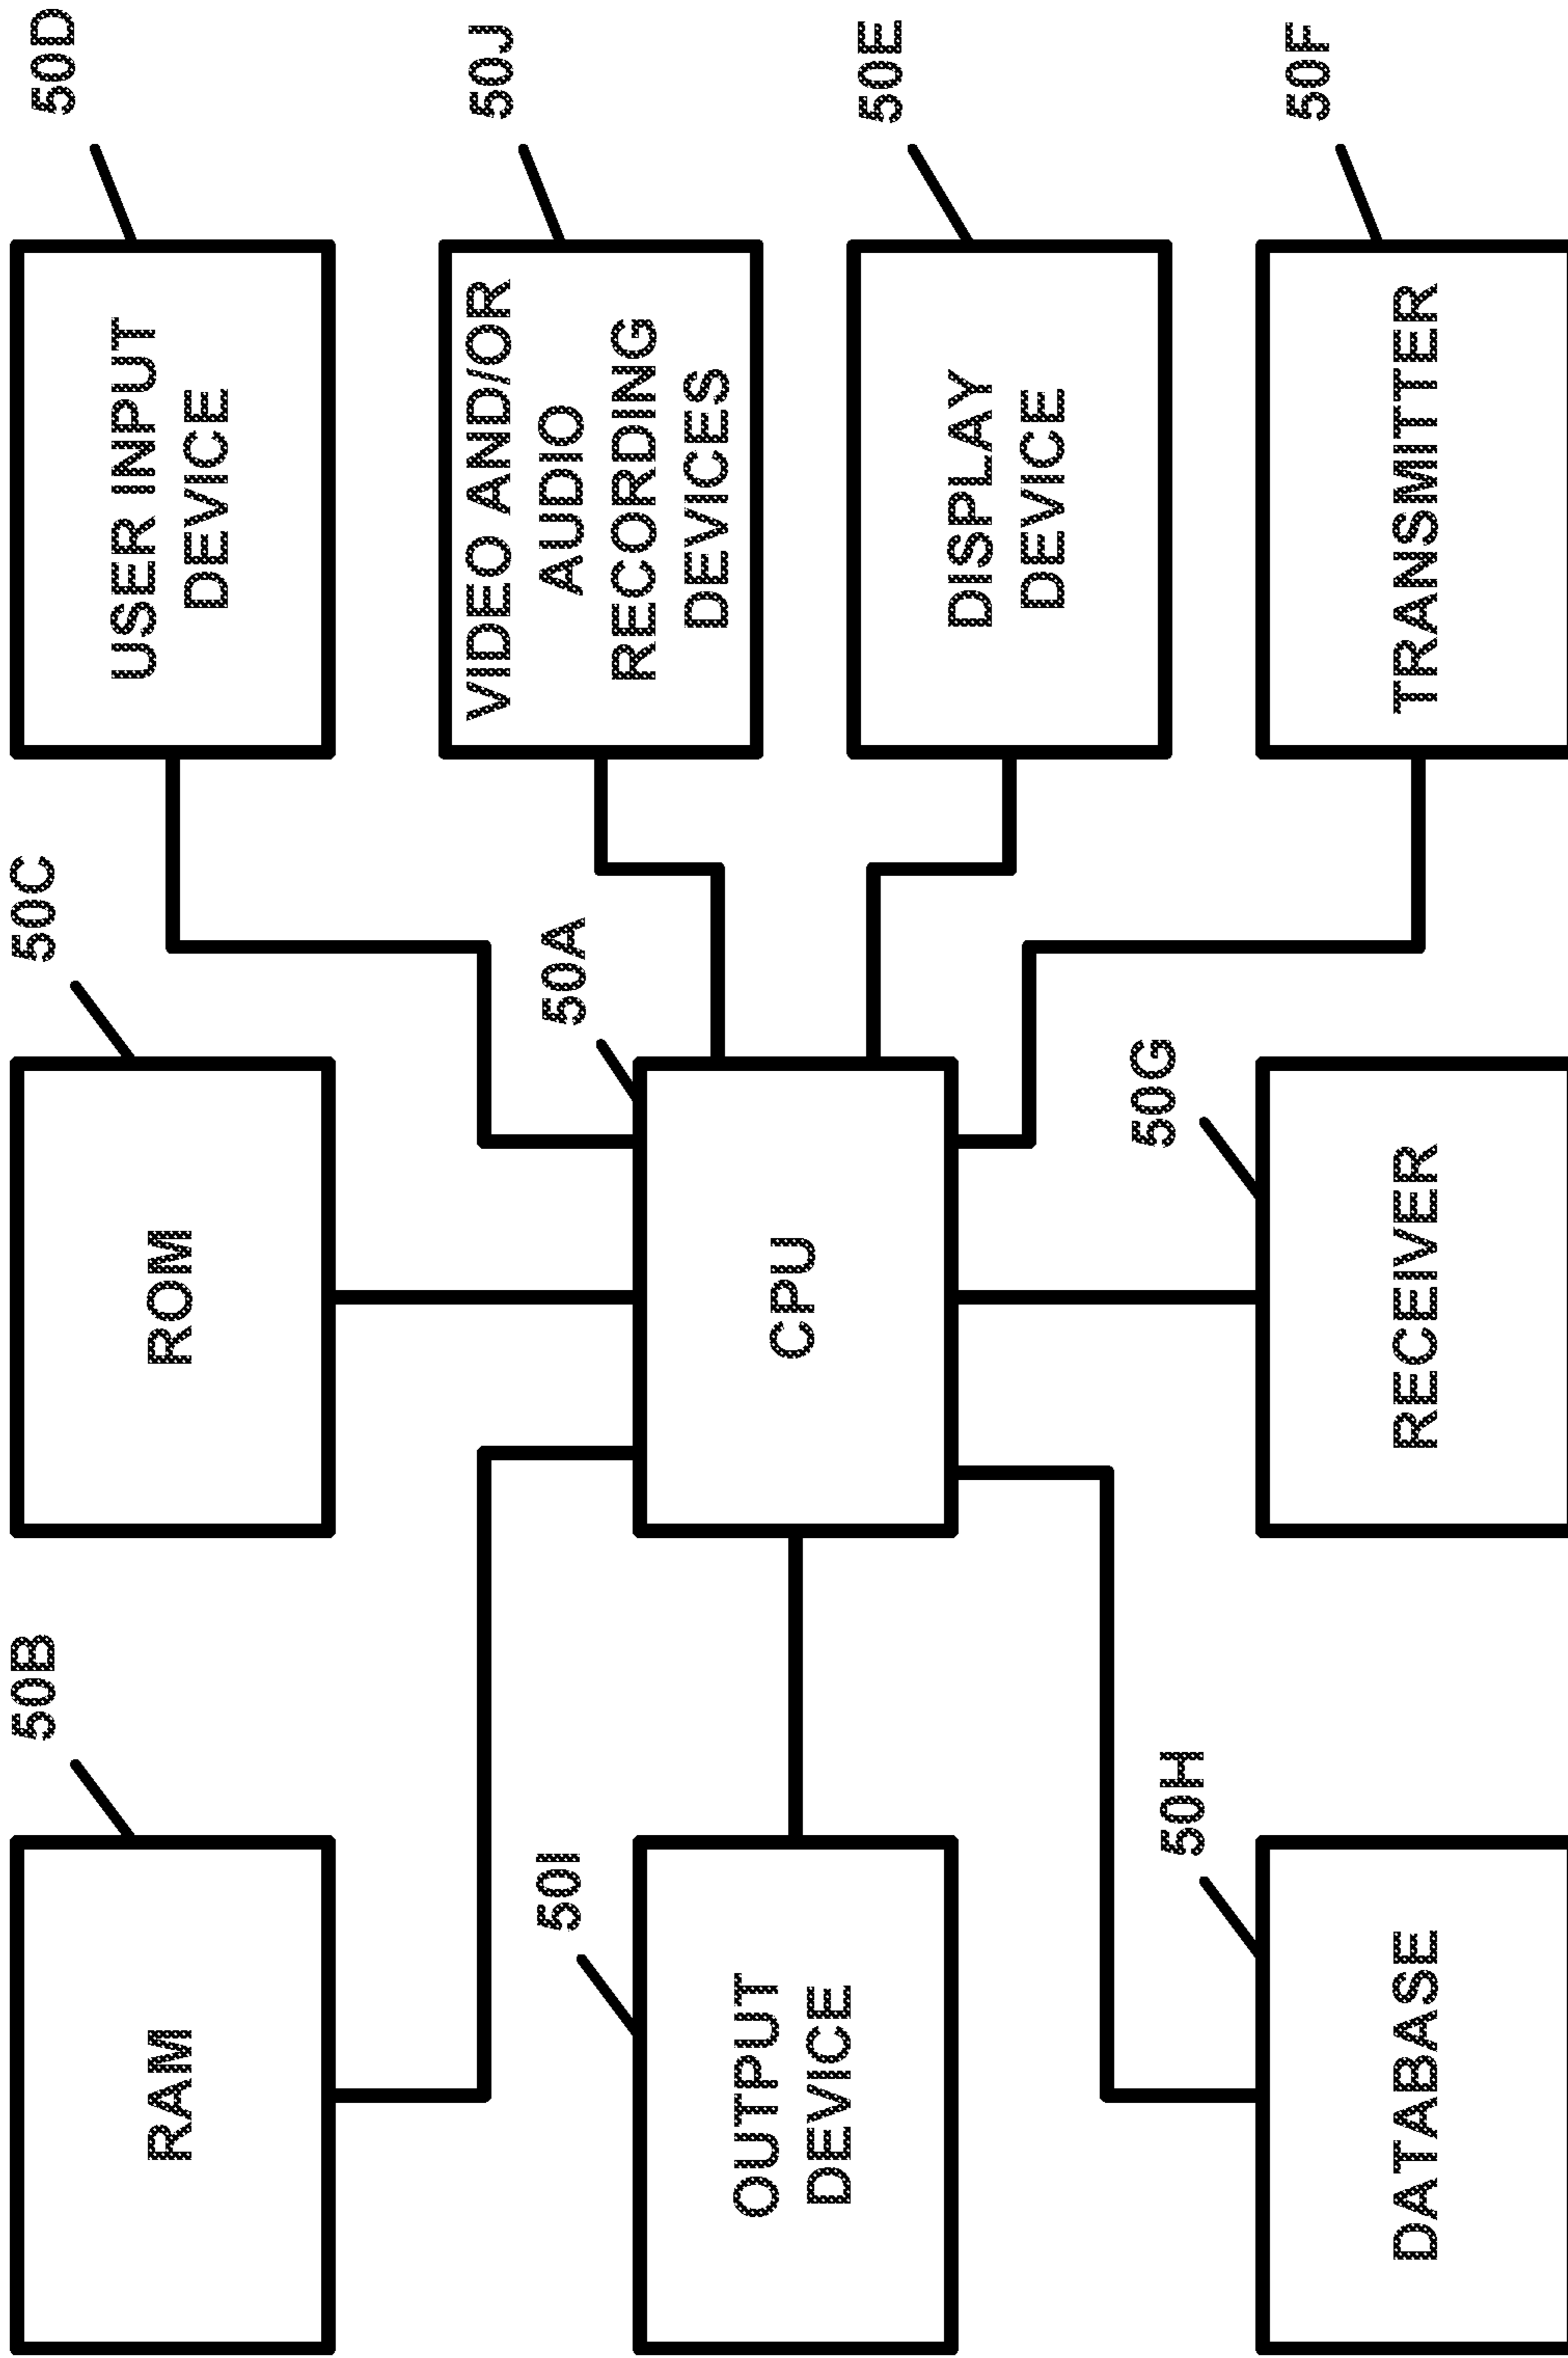 50B
RAM
50C
ROM
50D
USER INPUT
DEVICE
50I
OUTPUT
DEVICE
50A
CPU
50J
VIDEO AND/OR
AUDIO
RECORDING
DEVICES
50E
DISPLAY
DEVICE
50H
DATABASE
50G
RECEIVER
50F
TRANSMITTER